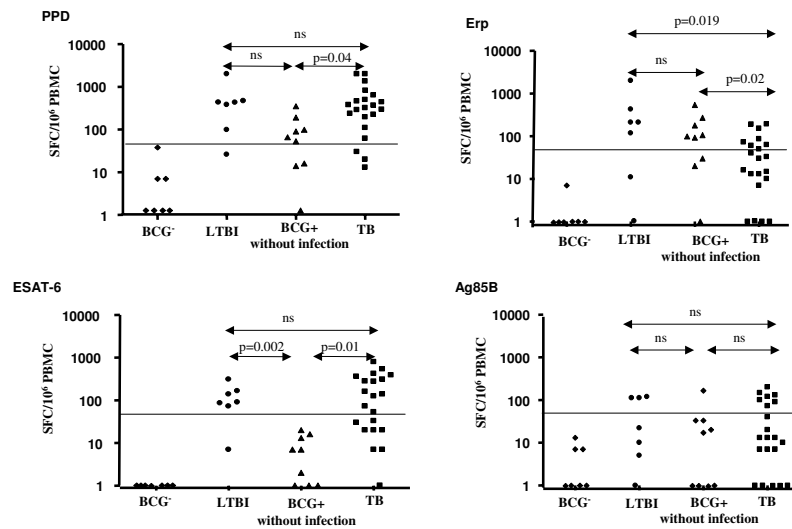 PPD
ns
ns
p=0.04
10000
1000
100
10
1
SFC/10⁶ PBMC
BCG⁻
LTBI
BCG+
without infection
TB
Erp
p=0.019
ns
p=0.02
10000
1000
100
10
1
SFC/10⁶ PBMC
BCG⁻
LTBI
BCG+
without infection
TB
ESAT-6
ns
p=0.002
p=0.01
10000
1000
100
10
1
SFC/10⁶ PBMC
BCG⁻
LTBI
BCG+
without infection
TB
Ag85B
ns
ns
ns
10000
1000
100
10
1
SFC/10⁶ PBMC
BCG⁻
LTBI
BCG+
without infection
TB